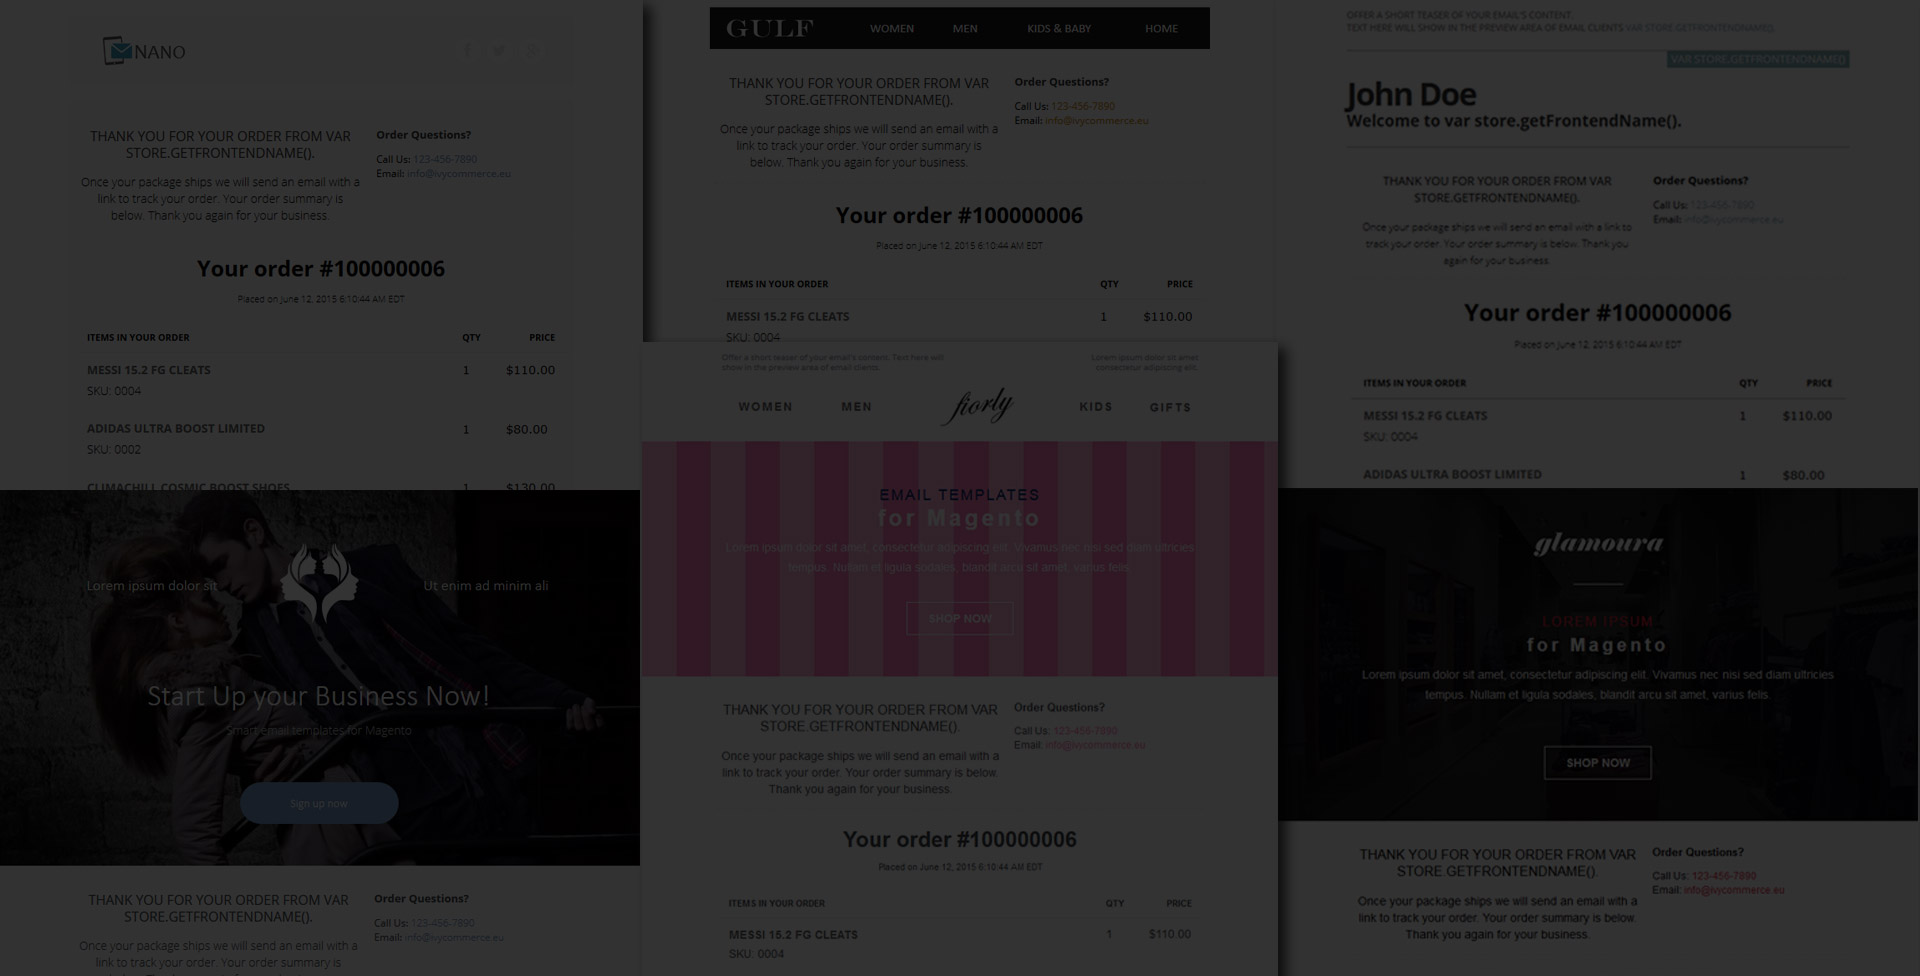 NANO
THANK YOU FOR YOUR ORDER FROM VAR
STORE.GETFRONTENDNAME().
Once your package ships we will send an email with a
link to track your order. Your order summary is
below. Thank you again for your business.
Order Questions?
Call Us: 123-456-7890
Email: info@ivycommerce.eu
Your order #100000006
Placed on June 12, 2015 6:10:44 AM EDT
ITEMS IN YOUR ORDER QTY PRICE
MESSI 15.2 FG CLEATS 1 $110.00
SKU: 0004
ADIDAS ULTRA BOOST LIMITED 1 $80.00
SKU: 0002
CLIMACHILL COSMIC BOOST SHOES 1 $130.00
GULF WOMEN MEN KIDS & BABY HOME
THANK YOU FOR YOUR ORDER FROM VAR
STORE.GETFRONTENDNAME().
Once your package ships we will send an email with a
link to track your order. Your order summary is
below. Thank you again for your business.
Order Questions?
Call Us: 123-456-7890
Email: info@ivycommerce.eu
Your order #100000006
Placed on June 12, 2015 6:10:44 AM EDT
ITEMS IN YOUR ORDER QTY PRICE
MESSI 15.2 FG CLEATS 1 $110.00
SKU: 0004
OFFER A SHORT TEASER OF YOUR EMAIL'S CONTENT.
TEXT HERE WILL SHOW IN THE PREVIEW AREA OF EMAIL CLIENTS VAR STORE.GETFRONTENDNAME().
VAR STORE.GETFRONTENDNAME()
John Doe
Welcome to var store.getFrontendName().
THANK YOU FOR YOUR ORDER FROM VAR
STORE.GETFRONTENDNAME().
Once your package ships we will send an email with a link to
track your order. Your order summary is below. Thank you
again for your business.
Order Questions?
Call Us: 123-456-7890
Email: info@ivycommerce.eu
Your order #100000006
Placed on June 12, 2015 6:10:44 AM EDT
ITEMS IN YOUR ORDER QTY PRICE
MESSI 15.2 FG CLEATS 1 $110.00
SKU: 0004
ADIDAS ULTRA BOOST LIMITED 1 $80.00
Lorem ipsum dolor sit
Ut enim ad minim ali
Start Up your Business Now!
Smart email templates for Magento
Sign up now
THANK YOU FOR YOUR ORDER FROM VAR
STORE.GETFRONTENDNAME().
Once your package ships we will send an email with a
link to track your order. Your order summary is
Order Questions?
Call Us: 123-456-7890
Email: info@ivycommerce.eu
Offer a short teaser of your email's content. Text here will
show in the preview area of email clients.
Lorem ipsum dolor sit amet
consectetur adipiscing elit.
WOMEN MEN fiorly KIDS GIFTS
EMAIL TEMPLATES
for Magento
Lorem ipsum dolor sit amet, consectetur adipiscing elit. Vivamus nec nisi sed diam ultricies
tempus. Nullam et ligula sodales, blandit arcu sit amet, varius felis.
SHOP NOW
THANK YOU FOR YOUR ORDER FROM VAR
STORE.GETFRONTENDNAME().
Once your package ships we will send an email with a
link to track your order. Your order summary is below.
Thank you again for your business.
Order Questions?
Call Us: 123-456-7890
Email: info@ivycommerce.eu
Your order #100000006
Placed on June 12, 2015 6:10:44 AM EDT
ITEMS IN YOUR ORDER QTY PRICE
MESSI 15.2 FG CLEATS 1 $110.00
SKU: 0004
glamoura
LOREM IPSUM
for Magento
Lorem ipsum dolor sit amet, consectetur adipiscing elit. Vivamus nec nisi sed diam ultricies
tempus. Nullam et ligula sodales, blandit arcu sit amet, varius felis.
SHOP NOW
THANK YOU FOR YOUR ORDER FROM VAR
STORE.GETFRONTENDNAME().
Once your package ships we will send an email with a
link to track your order. Your order summary is below.
Thank you again for your business.
Order Questions?
Call Us: 123-456-7890
Email: info@ivycommerce.eu